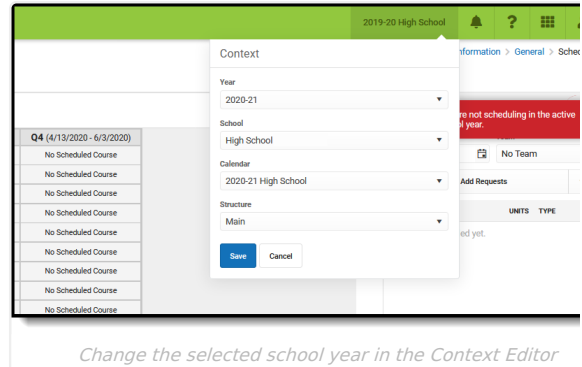 2019-20 High School
Context
Information > General > Sched
Year
2020-21
re not scheduling in the active
ol year.
School
High School
Q4 (4/13/2020 - 6/3/2020)
No Team
No Scheduled Course
Calendar
No Scheduled Course
2020-21 High School
Add Requests
No Scheduled Course
Structure
No Scheduled Course
Main
UNITS TYPE
No Scheduled Course
ed yet.
No Scheduled Course
Save
Cancel
No Scheduled Course
No Scheduled Course
No Scheduled Course
Change the selected school year in the Context Editor